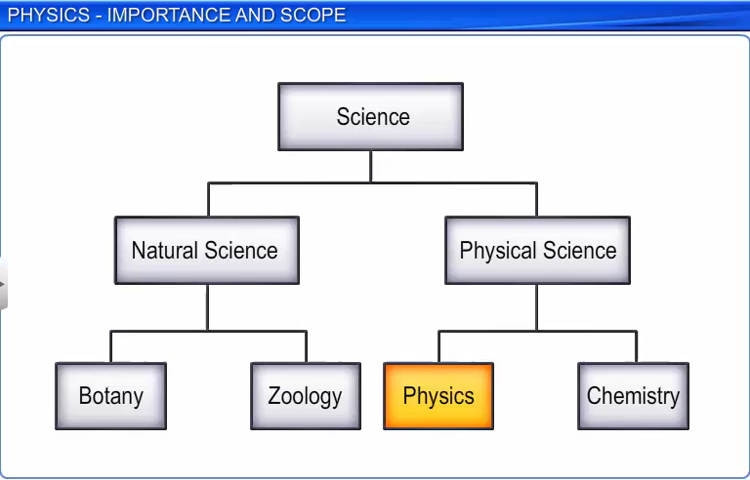 PHYSICS - IMPORTANCE AND SCOPE
Science
Natural Science
Physical Science
Botany
Zoology
Physics
Chemistry